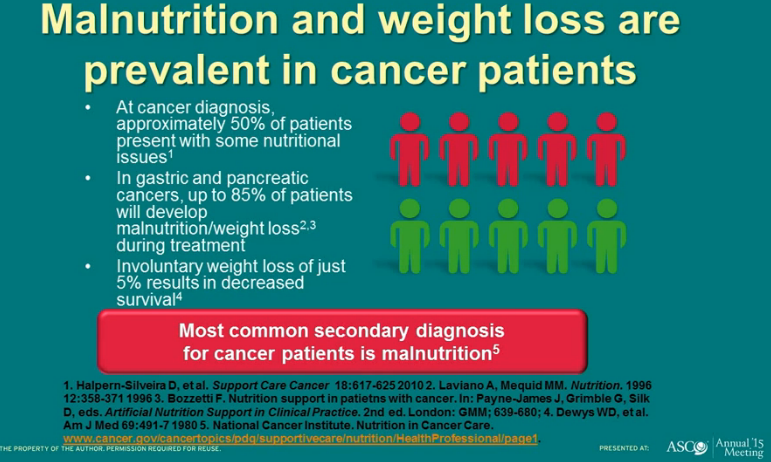 Malnutrition and weight loss are
prevalent in cancer patients
• At cancer diagnosis,
approximately 50% of patients
present with some nutritional
issues¹
• In gastric and pancreatic
cancers, up to 85% of patients
will develop
malnutrition/weight loss²,³
during treatment
• Involuntary weight loss of just
5% results in decreased
survival⁴
Most common secondary diagnosis
for cancer patients is malnutrition⁵
1. Halpern-Silveira D, et al. Support Care Cancer 18:617-625 2010 2. Laviano A, Mequid MM. Nutrition. 1996
12:358-371 1996 3. Bozzetti F. Nutrition support in patietns with cancer. In: Payne-James J, Grimble G, Silk
D, eds. Artificial Nutrition Support in Clinical Practice. 2nd ed. London: GMM; 639-680; 4. Dewys WD, et al.
Am J Med 69:491-7 1980 5. National Cancer Institute. Nutrition in Cancer Care.
www.cancer.gov/cancertopics/pdq/supportivecare/nutrition/HealthProfessional/page1.
THE PROPERTY OF THE AUTHOR. PERMISSION REQUIRED FOR REUSE.
PRESENTED AT: ASCO Annual '15
Meeting